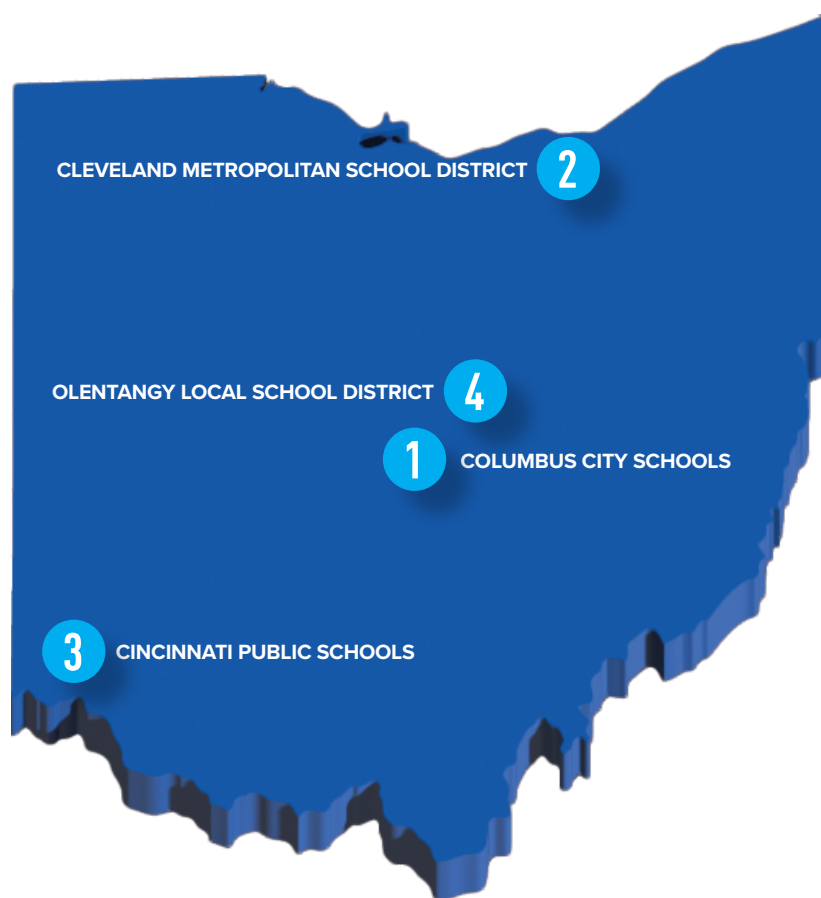 CLEVELAND METROPOLITAN SCHOOL DISTRICT 2
OLENTANGY LOCAL SCHOOL DISTRICT 4
1 COLUMBUS CITY SCHOOLS
3 CINCINNATI PUBLIC SCHOOLS